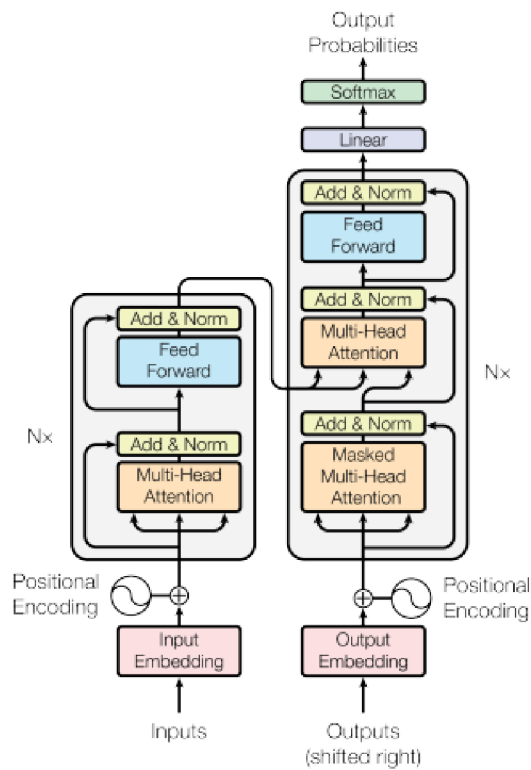 Output
Probabilities
Softmax
Linear
Add & Norm
Feed
Forward
Add & Norm
Multi-Head
Attention
Nx
Add & Norm
Masked
Multi-Head
Attention
Add & Norm
Feed
Forward
Nx
Add & Norm
Multi-Head
Attention
Positional
Encoding
Positional
Encoding
Input
Embedding
Output
Embedding
Inputs
Outputs
(shifted right)